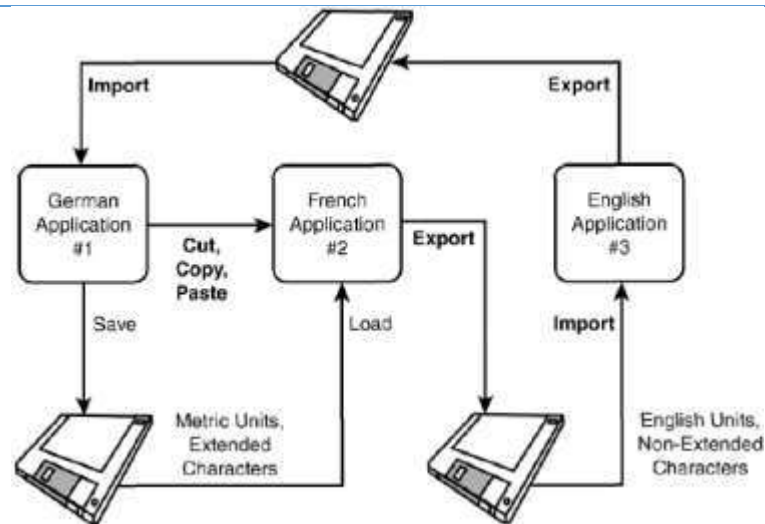 Import
Export
German
Application
#1
French
Application
#2
English
Application
#3
Cut,
Copy,
Paste
Export
Save
Load
Import
Metric Units,
Extended
Characters
English Units,
Non-Extended
Characters